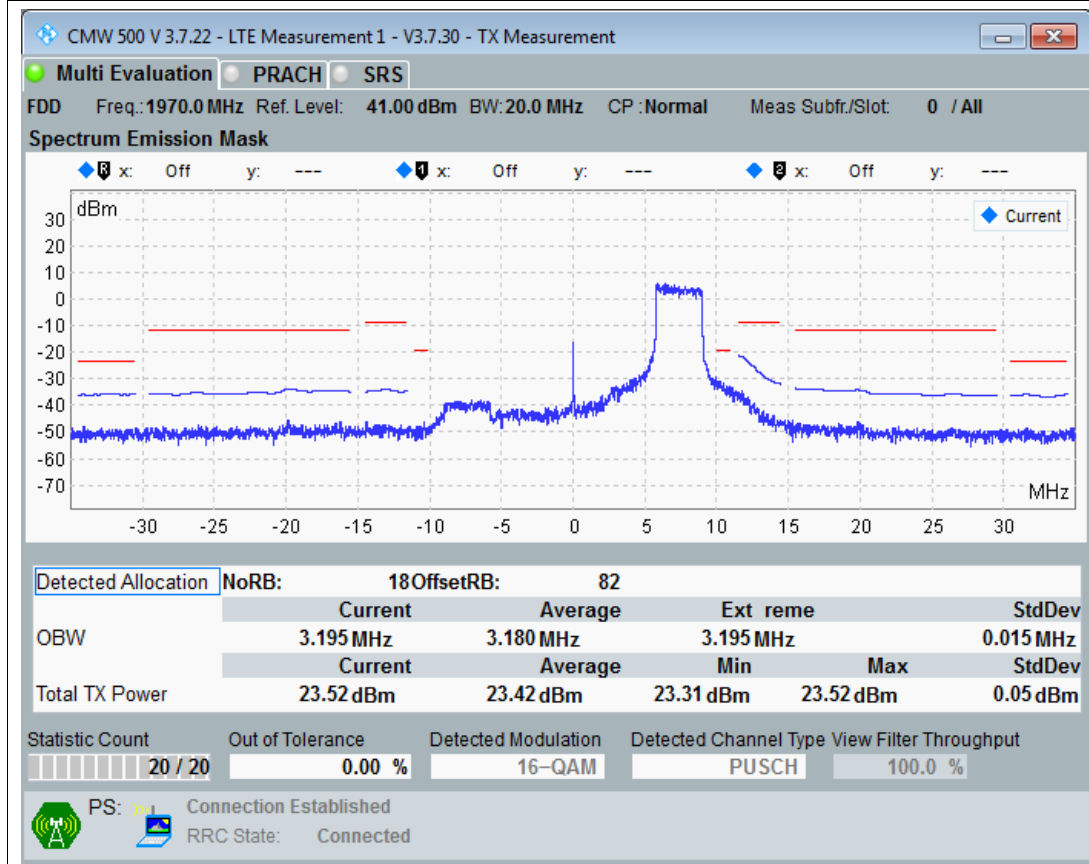 CMW 500 V 3.7.22 - LTE Measurement 1 - V3.7.30 - TX Measurement
Multi Evaluation PRACH SRS
FDD Freq.: 1970.0 MHz Ref. Level: 41.00 dBm BW: 20.0 MHz CP : Normal Meas Subfr./Slot: 0 / All
Spectrum Emission Mask
R x: Off y: --- 1 x: Off y: --- 2 x: Off y: ---
dBm
Current
30
20
10
0
-10
-20
-30
-40
-50
-60
-70
MHz
-30 -25 -20 -15 -10 -5 0 5 10 15 20 25 30
Detected Allocation NoRB: 18 OffsetRB: 82
Current Average Ext reme StdDev
OBW 3.195 MHz 3.180 MHz 3.195 MHz 0.015 MHz
Current Average Min Max StdDev
Total TX Power 23.52 dBm 23.42 dBm 23.31 dBm 23.52 dBm 0.05 dBm
Statistic Count Out of Tolerance Detected Modulation Detected Channel Type View Filter Throughput
20 / 20 0.00 % 16-QAM PUSCH 100.0 %
PS: Connection Established
RRC State: Connected